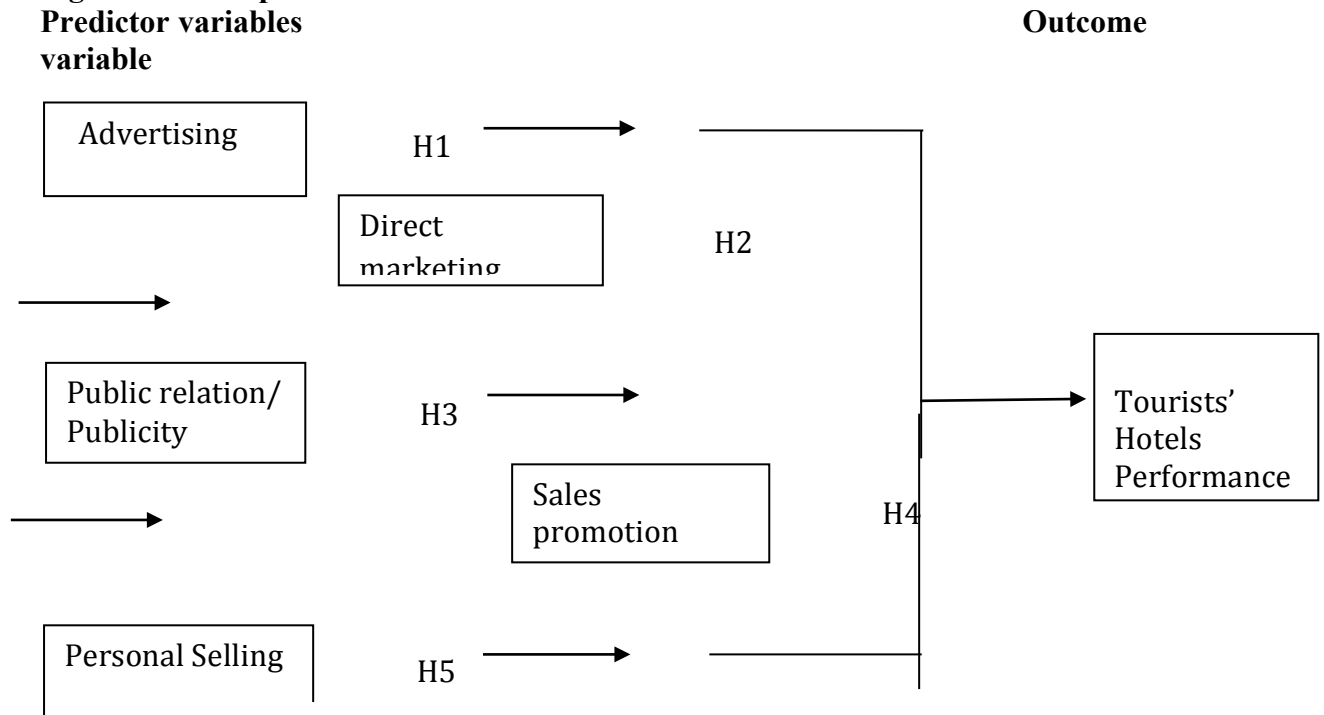 Predictor variables Outcome
variable
Advertising
H1
Direct
marketing
H2
Public relation/
Publicity
H3
Sales
promotion
H4
Tourists’
Hotels
Performance
Personal Selling
H5